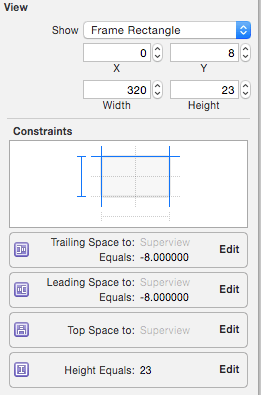 View
Show Frame Rectangle
0 8
X Y
320 23
Width Height
Constraints
Trailing Space to: Superview
Equals: -8.000000 Edit
Leading Space to: Superview
Equals: -8.000000 Edit
Top Space to: Superview Edit
Height Equals: 23 Edit